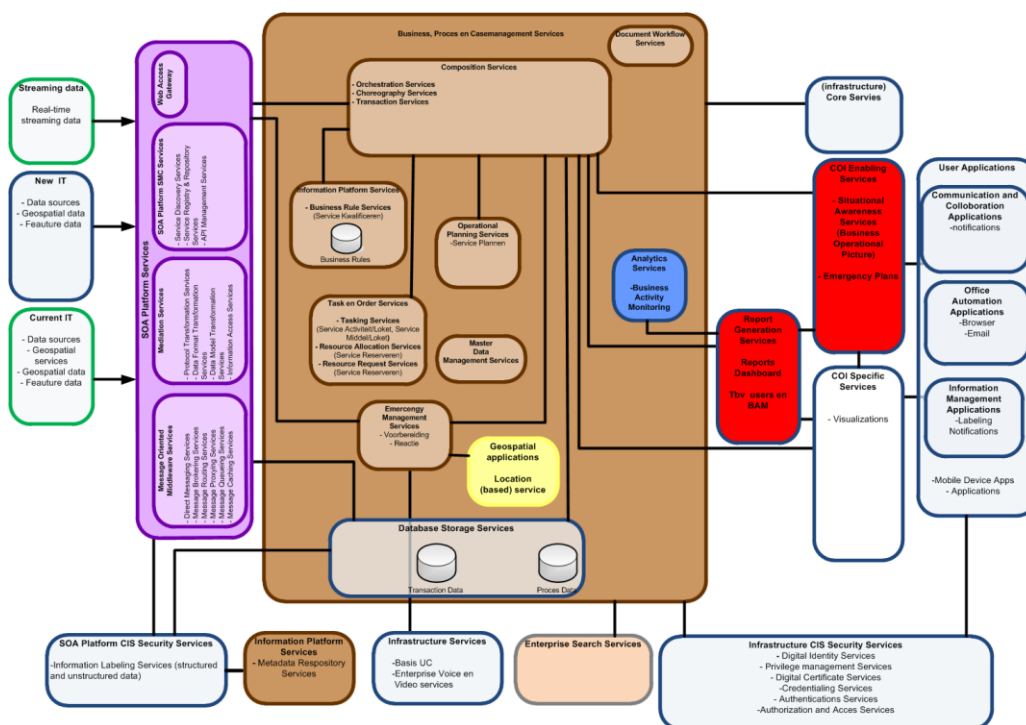 Streaming data
Real-time
streaming data
New IT
- Data sources
- Geospatial data
- Feauture data
Current IT
- Data sources
- Geospatial
services
- Geospatial data
- Feauture data
SOA Platform Services
Web Access
Gateway
SOA Platform SMC Services
- Service Discovery Services
- Service Registry & Repository
Services
- API Management Services
Mediation Services
- Protocol Transformation Services
- Data Format Transformation
Services
- Data Model Transformation
Services
- Information Access Services
Message Oriented
Middleware Services
- Direct Messaging Services
- Message Brokering Services
- Message Routing Services
- Message Proxying Services
- Message Queueing Services
- Message Caching Services
Business, Proces en Casemanagement Services
Document Workflow
Services
Composition Services
- Orchestration Services
- Choreography Services
- Transaction Services
Information Platform Services
- Business Rule Services
(Service Kwalificeren)
Business Rules
Operational
Planning Services
-Service Plannen
Task en Order Services
- Tasking Services
(Service Activiteit/Loket, Service
Middel/Loket)
- Resource Allocation Services
(Service Reserveren)
- Resource Request Services
(Service Reserveren)
Master
Data
Management Services
Emercengy
Management
Services
- Voorbereiding
- Reactie
Geospatial
applications
Location
(based) service
Analytics
Services
-Business
Activity
Monitoring
Database Storage Services
Transaction Data
Proces Data
Report
Generation
Services
Reports
Dashboard
Tbv. users en
BAM
(infrastructure)
Core Servies
COI Enabling
Services
- Situational
Awareness
Services
(Business
Operational
Picture)
- Emergency Plans
COI Specific
Services
- Visualizations
User Applications
Communication and
Colloboration
Applications
-notifications
Office
Automation
Applications
-Browser
- Email
Information
Management
Applications
-Labeling
Notifications
-Mobile Device Apps
- Applications
SOA Platform CIS Security Services
-Information Labeling Services (structured
and unstructured data)
Information Platform
Services
- Metadata Respository
Services
Infrastructure Services
- Basis UC
- Enterprise Voice en
Video services
Enterprise Search Services
Infrastructure CIS Security Services
- Digital Identity Services
- Privilege management Services
- Digital Certificate Services
-Credentialing Services
- Authentications Services
-Authorization and Acces Services